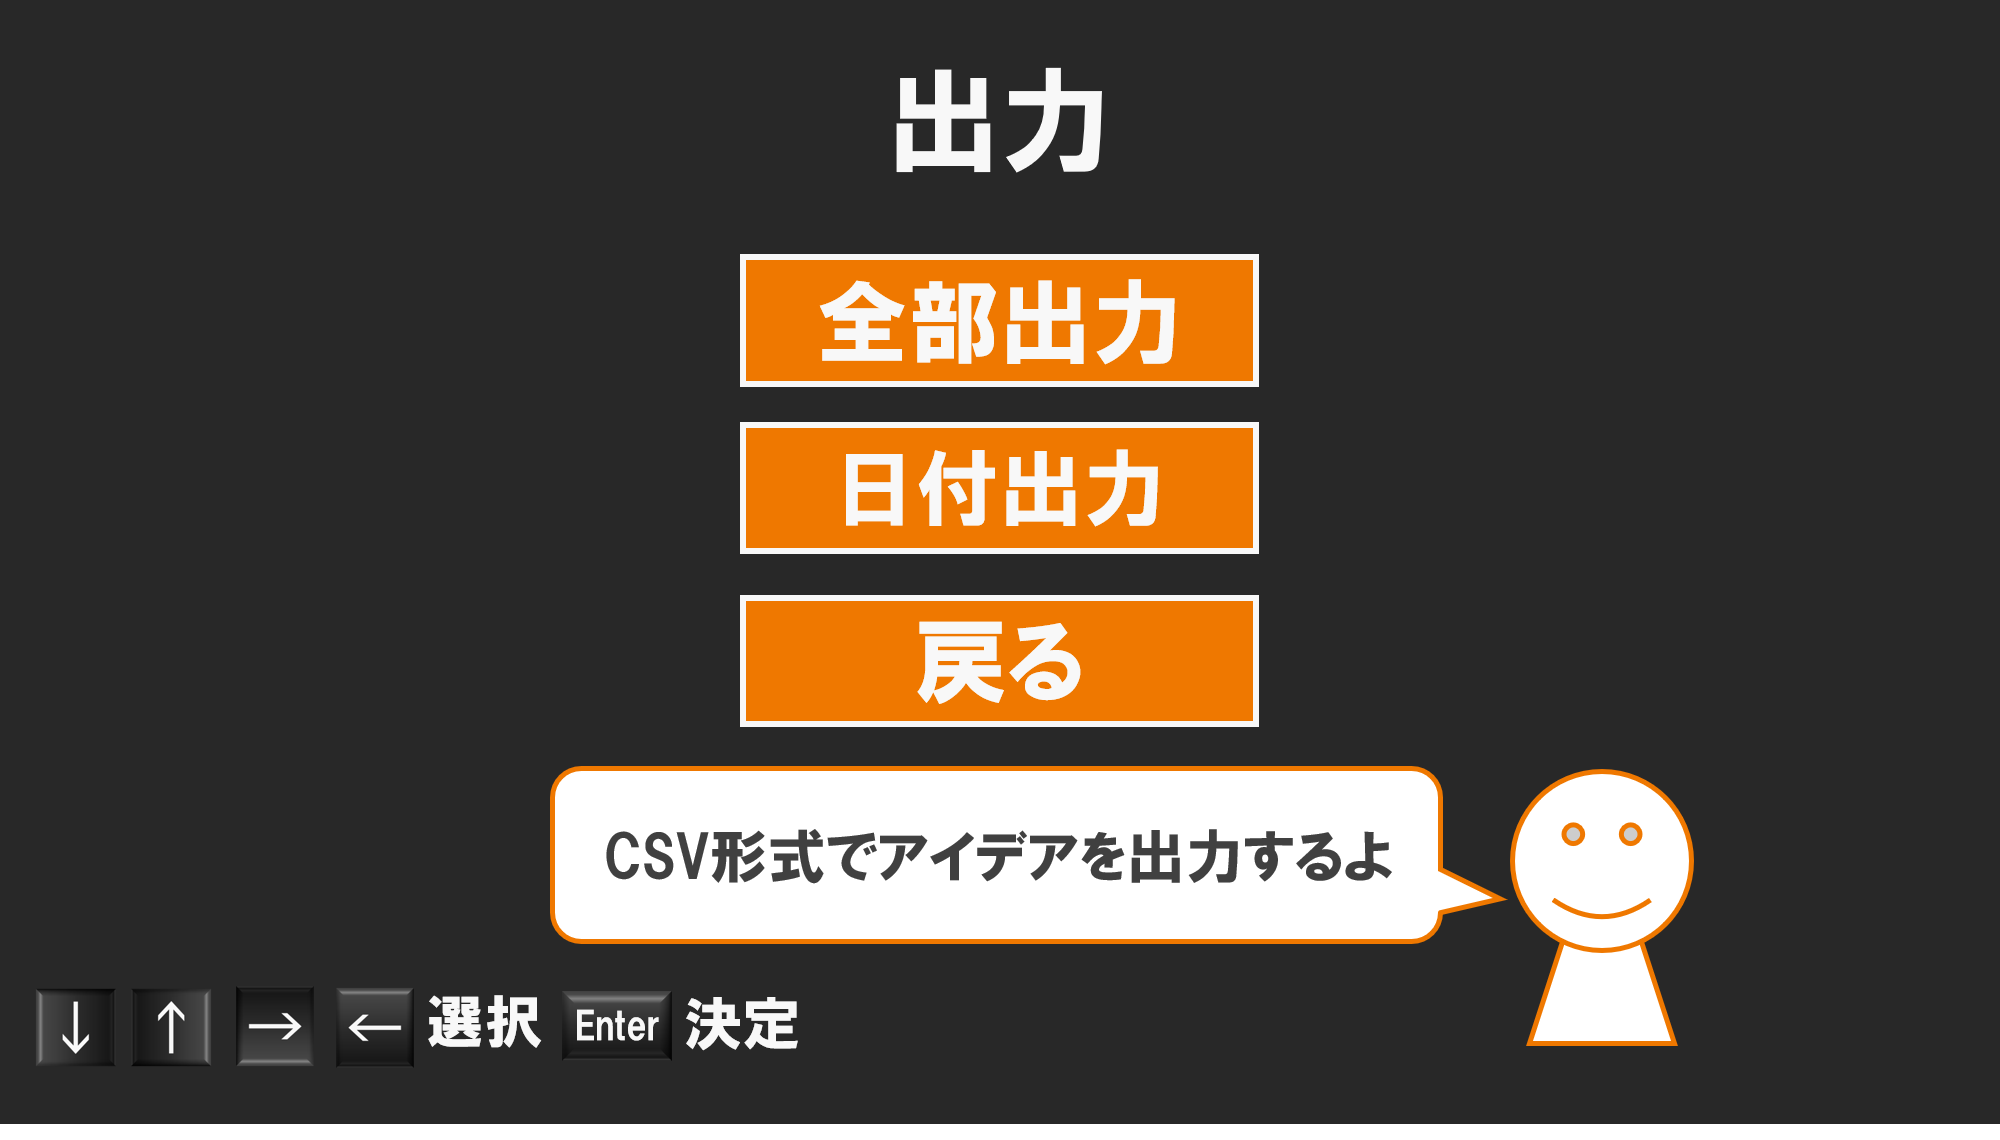 出力
全部出力
日付出力
戻る
CSV形式でアイデアを出力するよ
↓ ↑ → ← 選択 Enter 決定